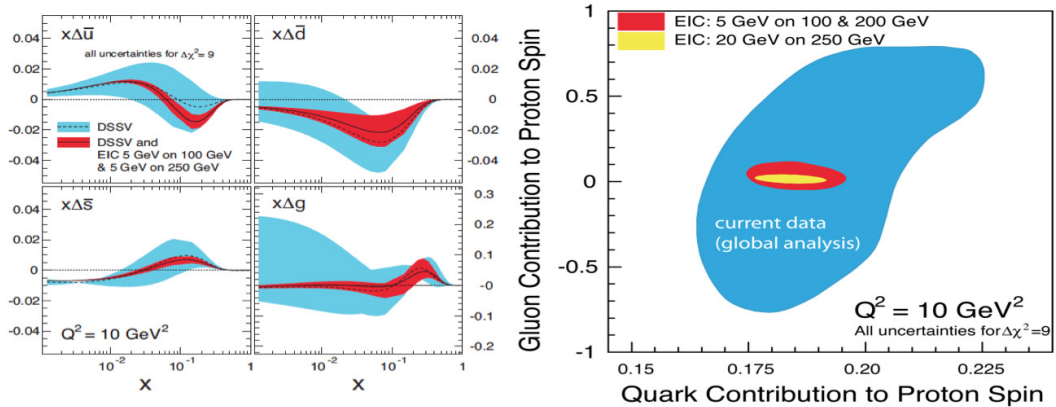 xΔū
all uncertainties for Δχ²= 9
DSSV
DSSV and
EIC 5 GeV on 100 GeV
& 5 GeV on 250 GeV
0.04
0.02
0
-0.02
-0.04
xΔd̄
0.04
0.02
0
-0.02
-0.04
xΔs̄
Q² = 10 GeV²
0.04
0.02
0
-0.02
-0.04
xΔg
0.3
0.2
0.1
-0
-0.1
-0.2
10⁻²
10⁻¹
1
x
10⁻²
10⁻¹
1
x
EIC: 5 GeV on 100 & 200 GeV
EIC: 20 GeV on 250 GeV
current data
(global analysis)
Q² = 10 GeV²
All uncertainties for Δχ²=9
Gluon Contribution to Proton Spin
1
0.5
0
-0.5
-1
0.15
0.175
0.20
0.225
Quark Contribution to Proton Spin